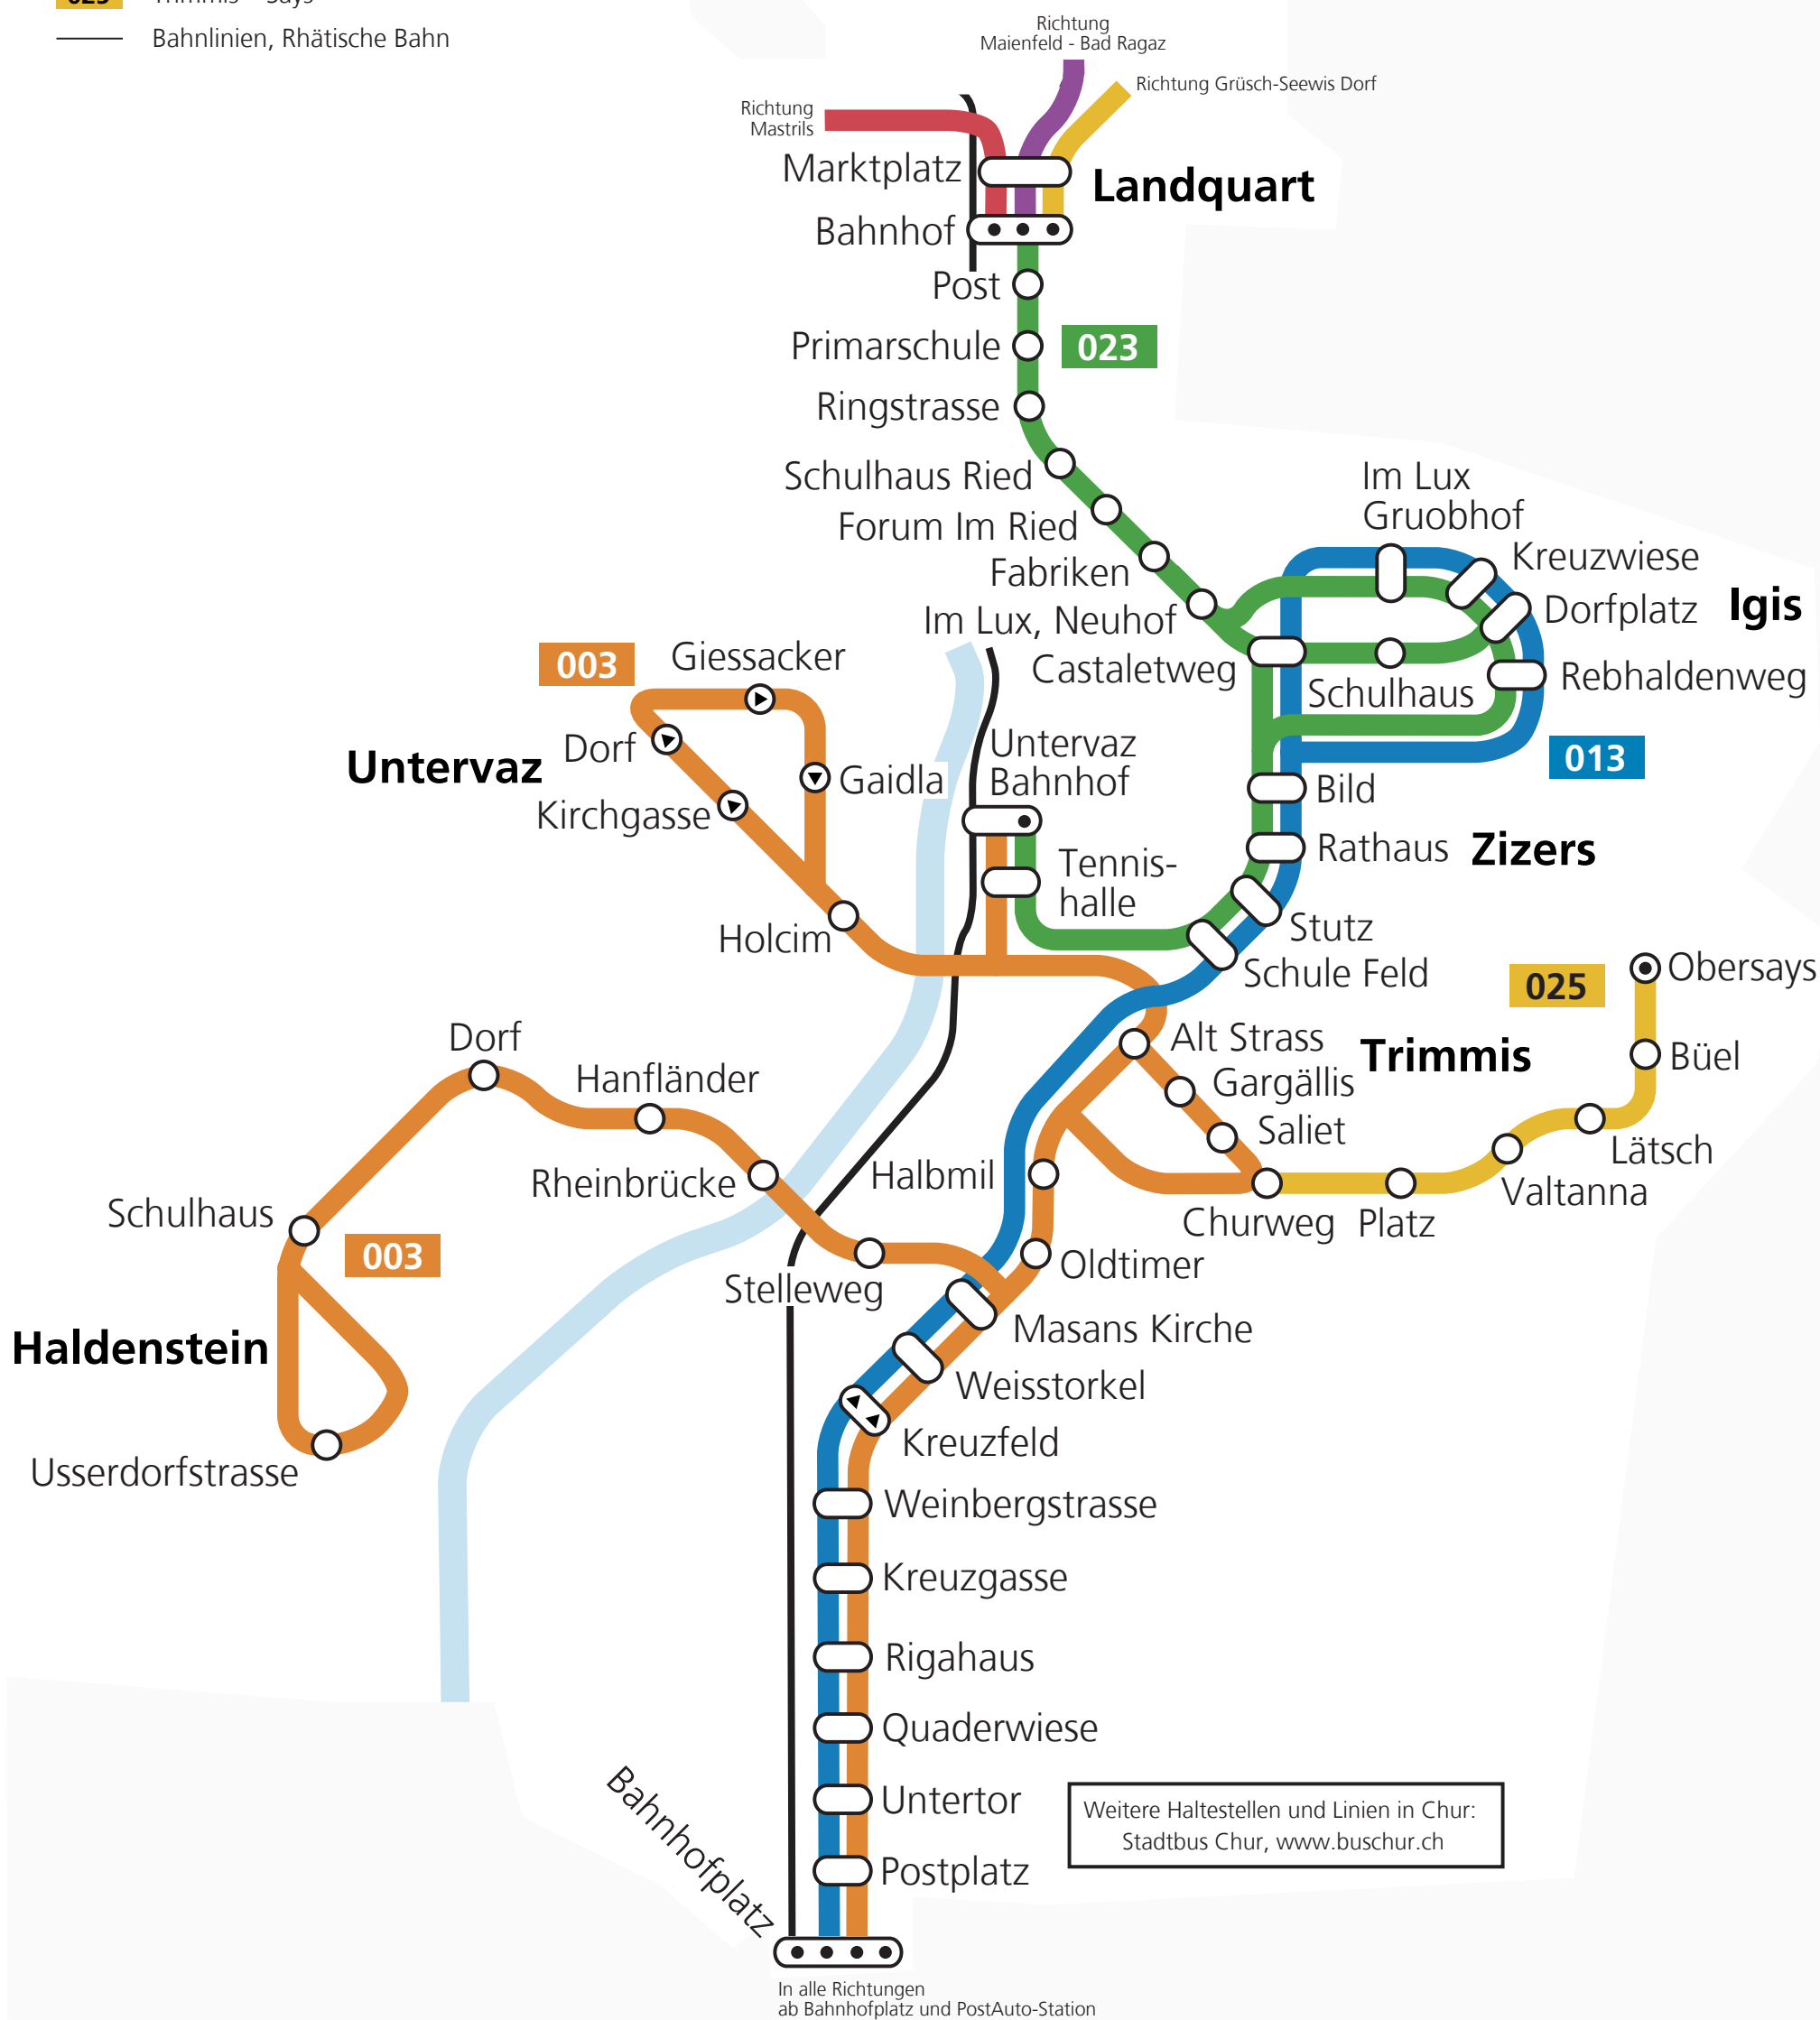 Bahnlinien, Rhätische Bahn
Richtung
Maienfeld - Bad Ragaz
Richtung Grüsch-Seewis Dorf
Richtung
Mastrils
Marktplatz
Landquart
Bahnhof
Post
Primarschule
023
Ringstrasse
Schulhaus Ried
Forum Im Ried
Fabriken
Im Lux, Neuhof
Castaletweg
Im Lux
Gruobhof
Kreuzwiese
Dorfplatz
Igis
Rebhaldenweg
Schulhaus
013
003
Giessacker
Dorf
Untervaz
Kirchgasse
Gaidla
Holcim
Untervaz
Bahnhof
Tennis-
halle
Bild
Rathaus
Zizers
Stutz
Schule Feld
025
Obersays
Büel
Lätsch
Valtanna
Platz
Churweg
Alt Strass
Trimmis
Gargällis
Saliet
Dorf
Hanfländer
Rheinbrücke
Halbmil
Schulhaus
003
Stelleweg
Oldtimer
Haldenstein
Masans Kirche
Weisstorkel
Kreuzfeld
Usserdorfstrasse
Weinbergstrasse
Kreuzgasse
Rigahaus
Quaderwiese
Untertor
Postplatz
Bahnhofplatz
Weitere Haltestellen und Linien in Chur:
Stadtbus Chur, www.buschur.ch
In alle Richtungen
ab Bahnhofplatz und PostAuto-Station